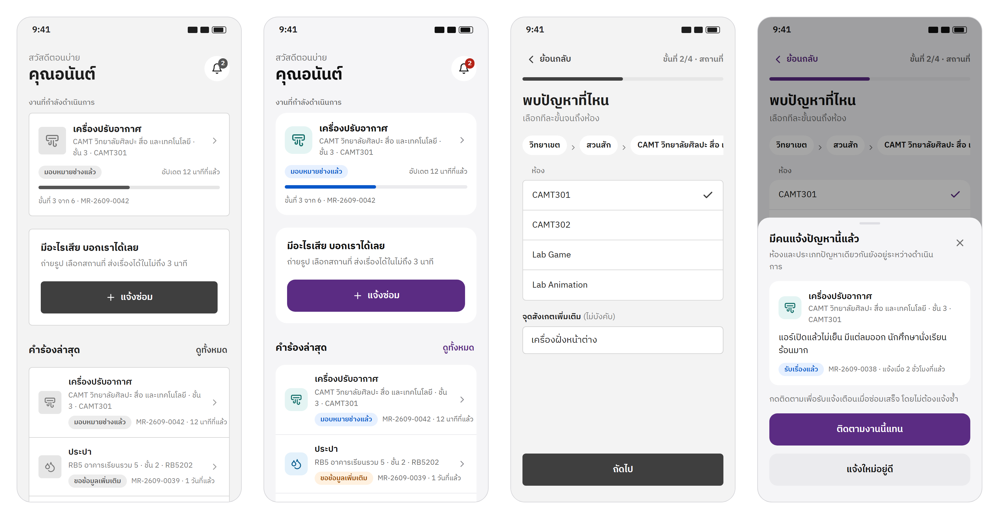 9:41
สวัสดีตอนบ่าย
คุณอนันต์
2
งานที่กำลังดำเนินการ
เครื่องปรับอากาศ
CAMT วิทยาลัยศิลปะ สื่อ และเทคโนโลยี ·
ชั้น 3 · CAMT301
มอบหมายช่างแล้ว
อัปเดต 12 นาทีที่แล้ว
ขั้นที่ 3 จาก 6 · MR-2609-0042
มีอะไรเสีย บอกเราได้เลย
ถ่ายรูป เลือกสถานที่ ส่งเรื่องได้ในไม่ถึง 3 นาที
+ แจ้งซ่อม
คำร้องล่าสุด
ดูทั้งหมด
เครื่องปรับอากาศ
CAMT วิทยาลัยศิลปะ สื่อ และเทคโนโลยี · ชั้น
3 · CAMT301
มอบหมายช่างแล้ว
MR-2609-0042 · 12 นาทีที่แล้ว
ประปา
RB5 อาคารเรียนรวม 5 · ชั้น 2 · RB5202
ขอข้อมูลเพิ่มเติม
MR-2609-0039 · 1 วันที่แล้ว
9:41
สวัสดีตอนบ่าย
คุณอนันต์
2
งานที่กำลังดำเนินการ
เครื่องปรับอากาศ
CAMT วิทยาลัยศิลปะ สื่อ และเทคโนโลยี ·
ชั้น 3 · CAMT301
มอบหมายช่างแล้ว
อัปเดต 12 นาทีที่แล้ว
ขั้นที่ 3 จาก 6 · MR-2609-0042
มีอะไรเสีย บอกเราได้เลย
ถ่ายรูป เลือกสถานที่ ส่งเรื่องได้ในไม่ถึง 3 นาที
+ แจ้งซ่อม
คำร้องล่าสุด
ดูทั้งหมด
เครื่องปรับอากาศ
CAMT วิทยาลัยศิลปะ สื่อ และเทคโนโลยี · ชั้น
3 · CAMT301
มอบหมายช่างแล้ว
MR-2609-0042 · 12 นาทีที่แล้ว
ประปา
RB5 อาคารเรียนรวม 5 · ชั้น 2 · RB5202
ขอข้อมูลเพิ่มเติม
MR-2609-0039 · 1 วันที่แล้ว
9:41
ย้อนกลับ
ขั้นที่ 2/4 · สถานที่
พบปัญหาที่ไหน
เลือกทีละขั้นจนถึงห้อง
วิทยาเขต
สวนสัก
CAMT วิทยาลัยศิลปะ สื่อ
ห้อง
CAMT301
CAMT302
Lab Game
Lab Animation
จุดสังเกตเพิ่มเติม (ไม่บังคับ)
เครื่องฝั่งหน้าต่าง
ถัดไป
9:41
ย้อนกลับ
ขั้นที่ 2/4 · สถานที่
พบปัญหาที่ไหน
เลือกทีละขั้นจนถึงห้อง
วิทยาเขต
สวนสัก
CAMT วิทยาลัยศิลปะ สื่อ
ห้อง
CAMT301
มีคนแจ้งปัญหานี้แล้ว
ห้องและประเภทปัญหาเดียวกันยังอยู่ระหว่างดำเนิน
การ
เครื่องปรับอากาศ
CAMT วิทยาลัยศิลปะ สื่อ และเทคโนโลยี · ชั้น 3 ·
CAMT301
แอร์เปิดแล้วไม่เย็น มีแต่ลมออก นักศึกษานั่งเรียน
ร้อนมาก
รับเรื่องแล้ว
MR-2609-0038 · แจ้งเมื่อ 2 ชั่วโมงที่แล้ว
กดติดตามเพื่อรับแจ้งเตือนเมื่อซ่อมเสร็จ โดยไม่ต้องแจ้งซ้ำ
ติดตามงานนี้แทน
แจ้งใหม่อยู่ดี